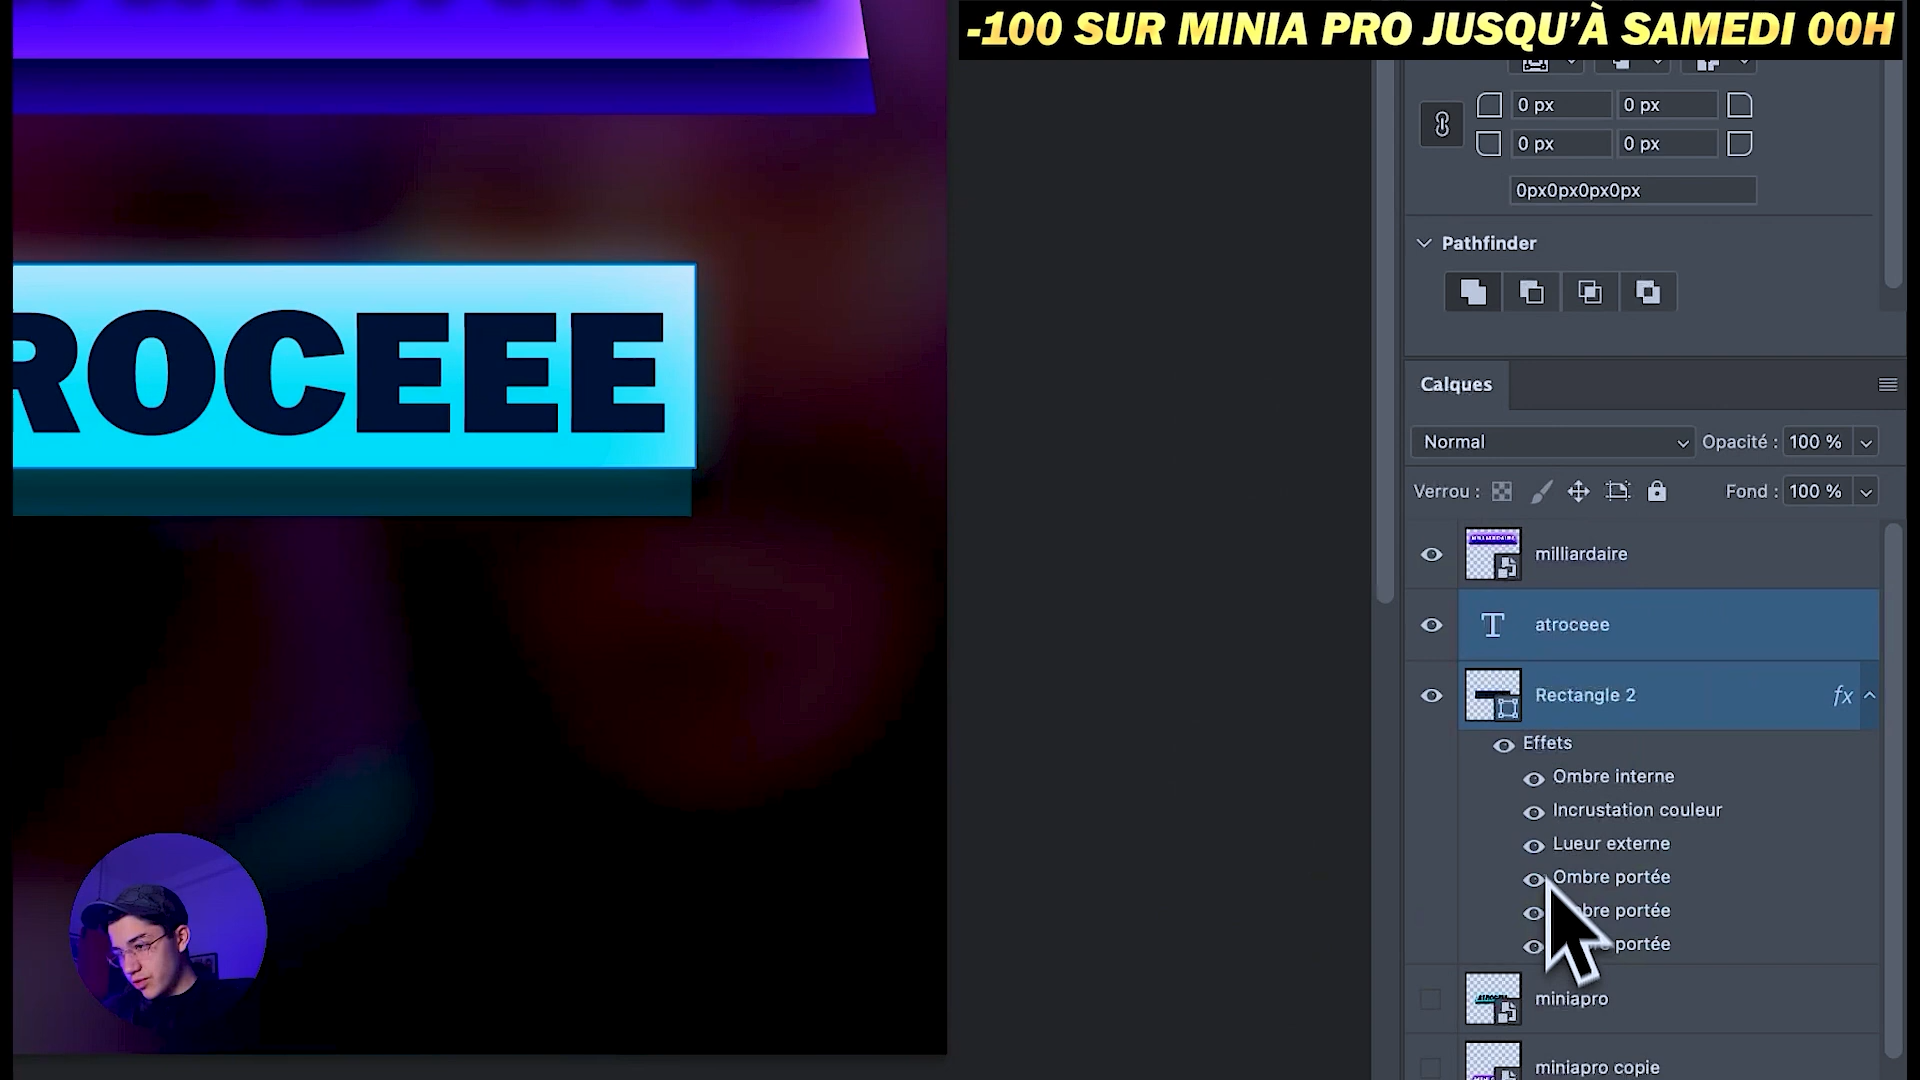 -100 SUR MINIA PRO JUSQU'À SAMEDI 00H
0 px 0 px
0 px 0 px
0px0px0px0px
Pathfinder
ROCEEE
Calques
Normal Opacité : 100 %
Verrou : Fond : 100 %
milliardaire
T atroceee
Rectangle 2 fx
Effets
Ombre interne
Incrustation couleur
Lueur externe
Ombre portée
bre portée
portée
miniapro
miniapro copie